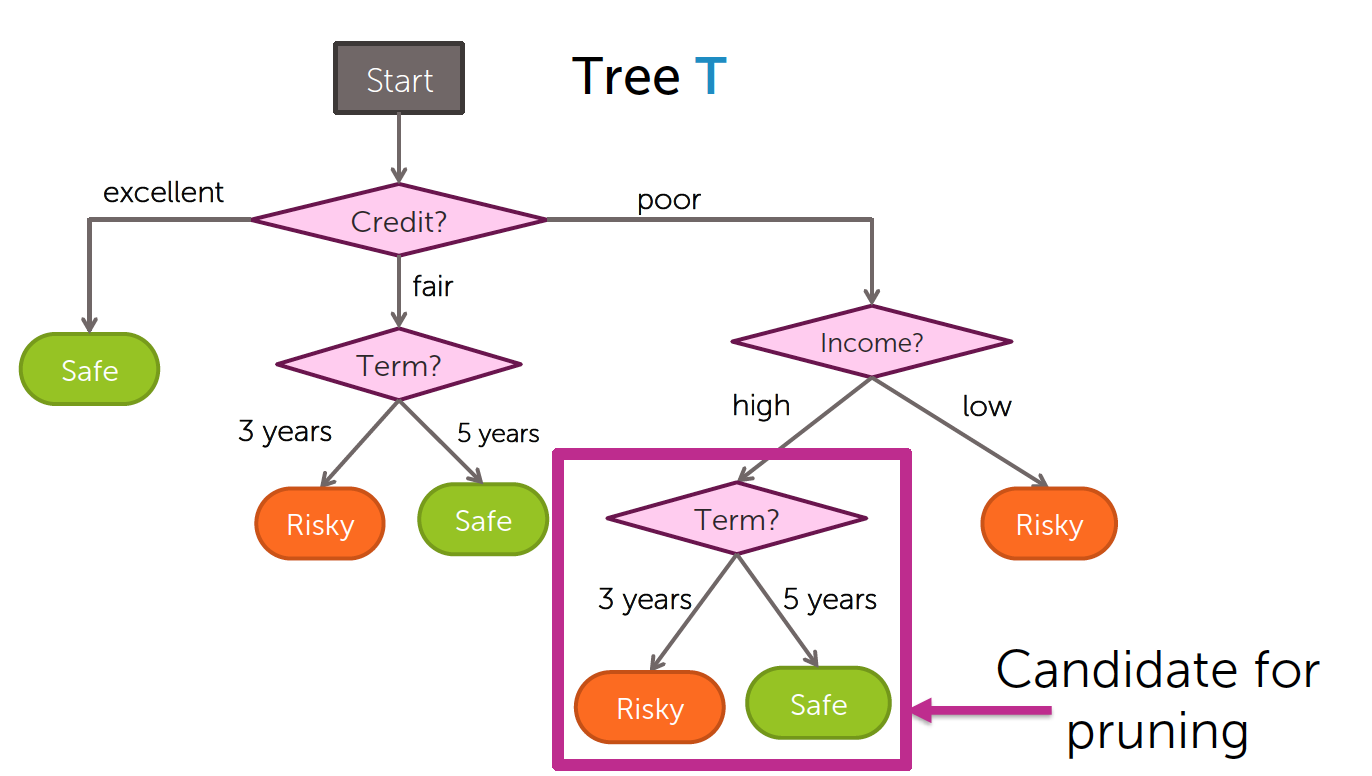 Start
Tree T
excellent
poor
Credit?
fair
Income?
Term?
Safe
high
low
3 years
5 years
Risky
Safe
Term?
Risky
3 years
5 years
Candidate for
pruning
Risky
Safe